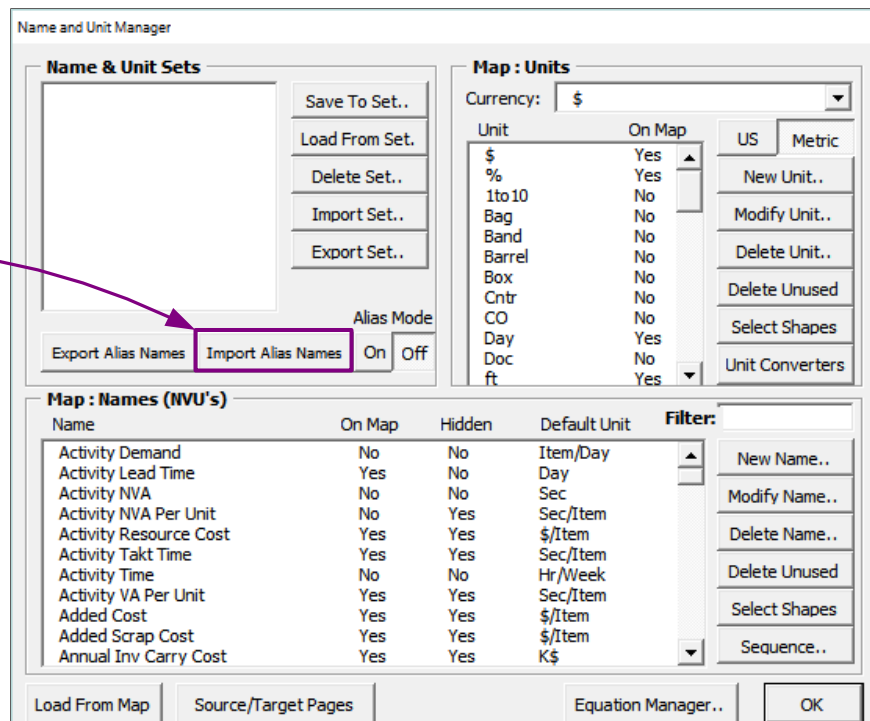 Name and Unit Manager
Name & Unit Sets
Save To Set..
Load From Set.
Delete Set..
Import Set..
Export Set..
Alias Mode
Export Alias Names Import Alias Names On Off
Map : Units
Currency: $
Unit On Map
$ Yes
% Yes
1to10 No
Bag No
Band No
Barrel No
Box No
Cntr No
CO No
Day Yes
Doc No
ft Yes
US Metric
New Unit..
Modify Unit..
Delete Unit..
Delete Unused
Select Shapes
Unit Converters
Map : Names (NVU's)
Filter:
Name On Map Hidden Default Unit
Activity Demand No No Item/Day
Activity Lead Time Yes No Day
Activity NVA No No Sec
Activity NVA Per Unit No Yes Sec/Item
Activity Resource Cost Yes Yes $/Item
Activity Takt Time Yes Yes Sec/Item
Activity Time No No Hr/Week
Activity VA Per Unit Yes Yes Sec/Item
Added Cost Yes Yes $/Item
Added Scrap Cost Yes Yes $/Item
Annual Inv Carry Cost Yes Yes K$
New Name..
Modify Name..
Delete Name..
Delete Unused
Select Shapes
Sequence..
Load From Map Source/Target Pages Equation Manager.. OK